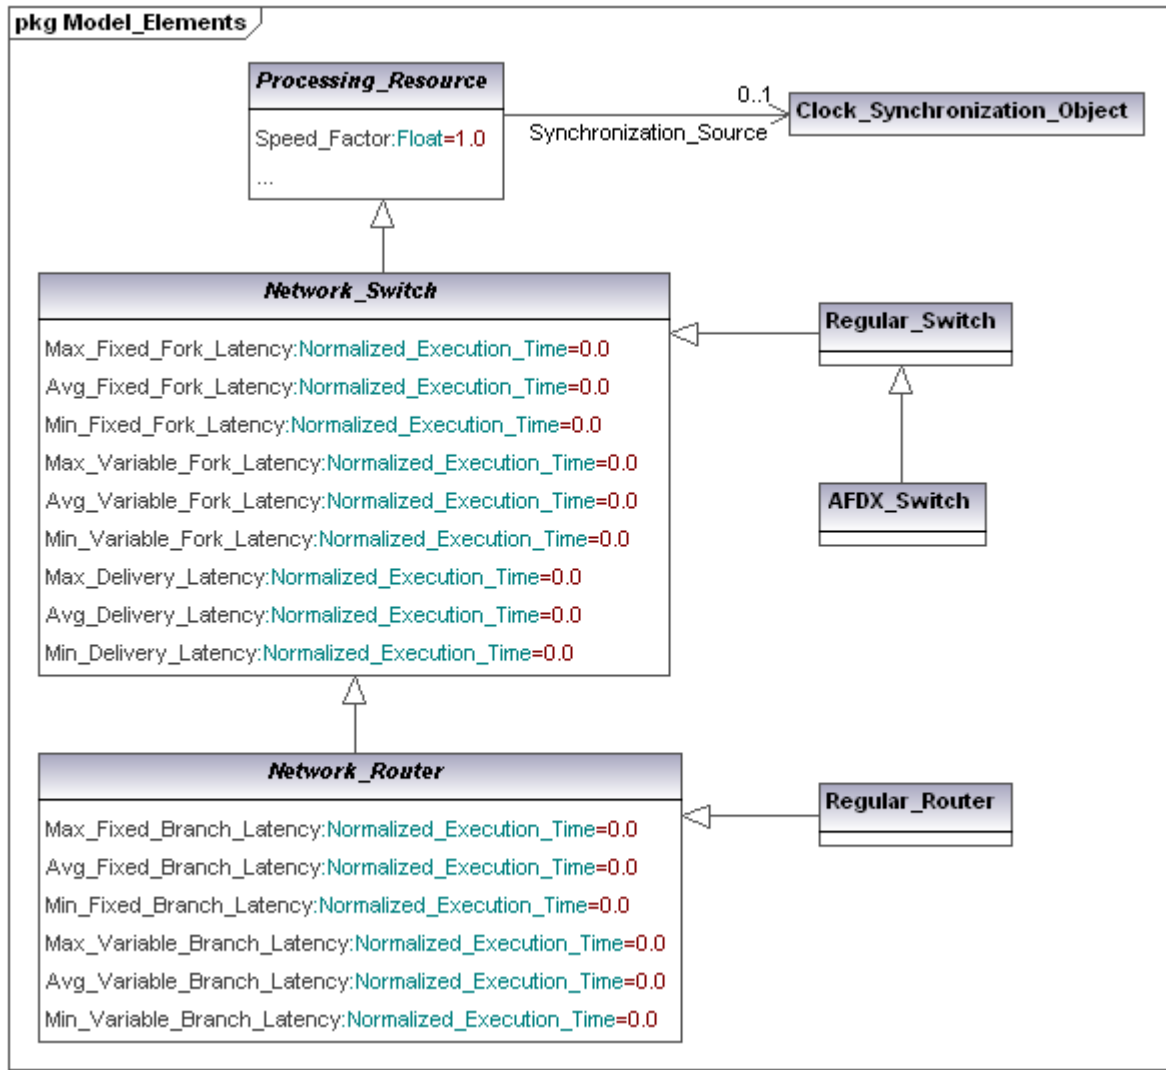 pkg Model_Elements
Processing_Resource
Speed_Factor:Float=1.0
...
0..1
Synchronization_Source
Clock_Synchronization_Object
Network_Switch
Max_Fixed_Fork_Latency:Normalized_Execution_Time=0.0
Avg_Fixed_Fork_Latency:Normalized_Execution_Time=0.0
Min_Fixed_Fork_Latency:Normalized_Execution_Time=0.0
Max_Variable_Fork_Latency:Normalized_Execution_Time=0.0
Avg_Variable_Fork_Latency:Normalized_Execution_Time=0.0
Min_Variable_Fork_Latency:Normalized_Execution_Time=0.0
Max_Delivery_Latency:Normalized_Execution_Time=0.0
Avg_Delivery_Latency:Normalized_Execution_Time=0.0
Min_Delivery_Latency:Normalized_Execution_Time=0.0
Regular_Switch
AFDX_Switch
Network_Router
Max_Fixed_Branch_Latency:Normalized_Execution_Time=0.0
Avg_Fixed_Branch_Latency:Normalized_Execution_Time=0.0
Min_Fixed_Branch_Latency:Normalized_Execution_Time=0.0
Max_Variable_Branch_Latency:Normalized_Execution_Time=0.0
Avg_Variable_Branch_Latency:Normalized_Execution_Time=0.0
Min_Variable_Branch_Latency:Normalized_Execution_Time=0.0
Regular_Router